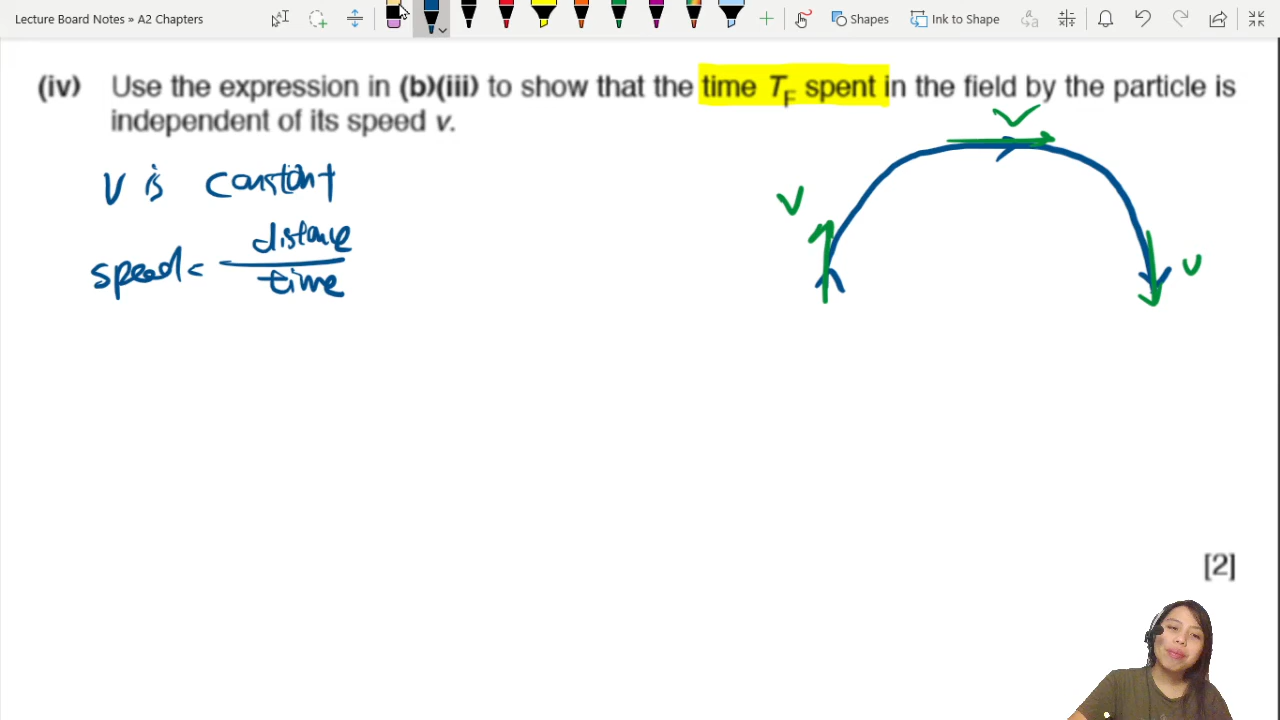 Lecture Board Notes » A2 Chapters
Shapes
Ink to Shape
(iv) Use the expression in (b)(iii) to show that the time TF spent in the field by the particle is
independent of its speed v.
v is constant
speed = distance
time
v
v
v
[2]